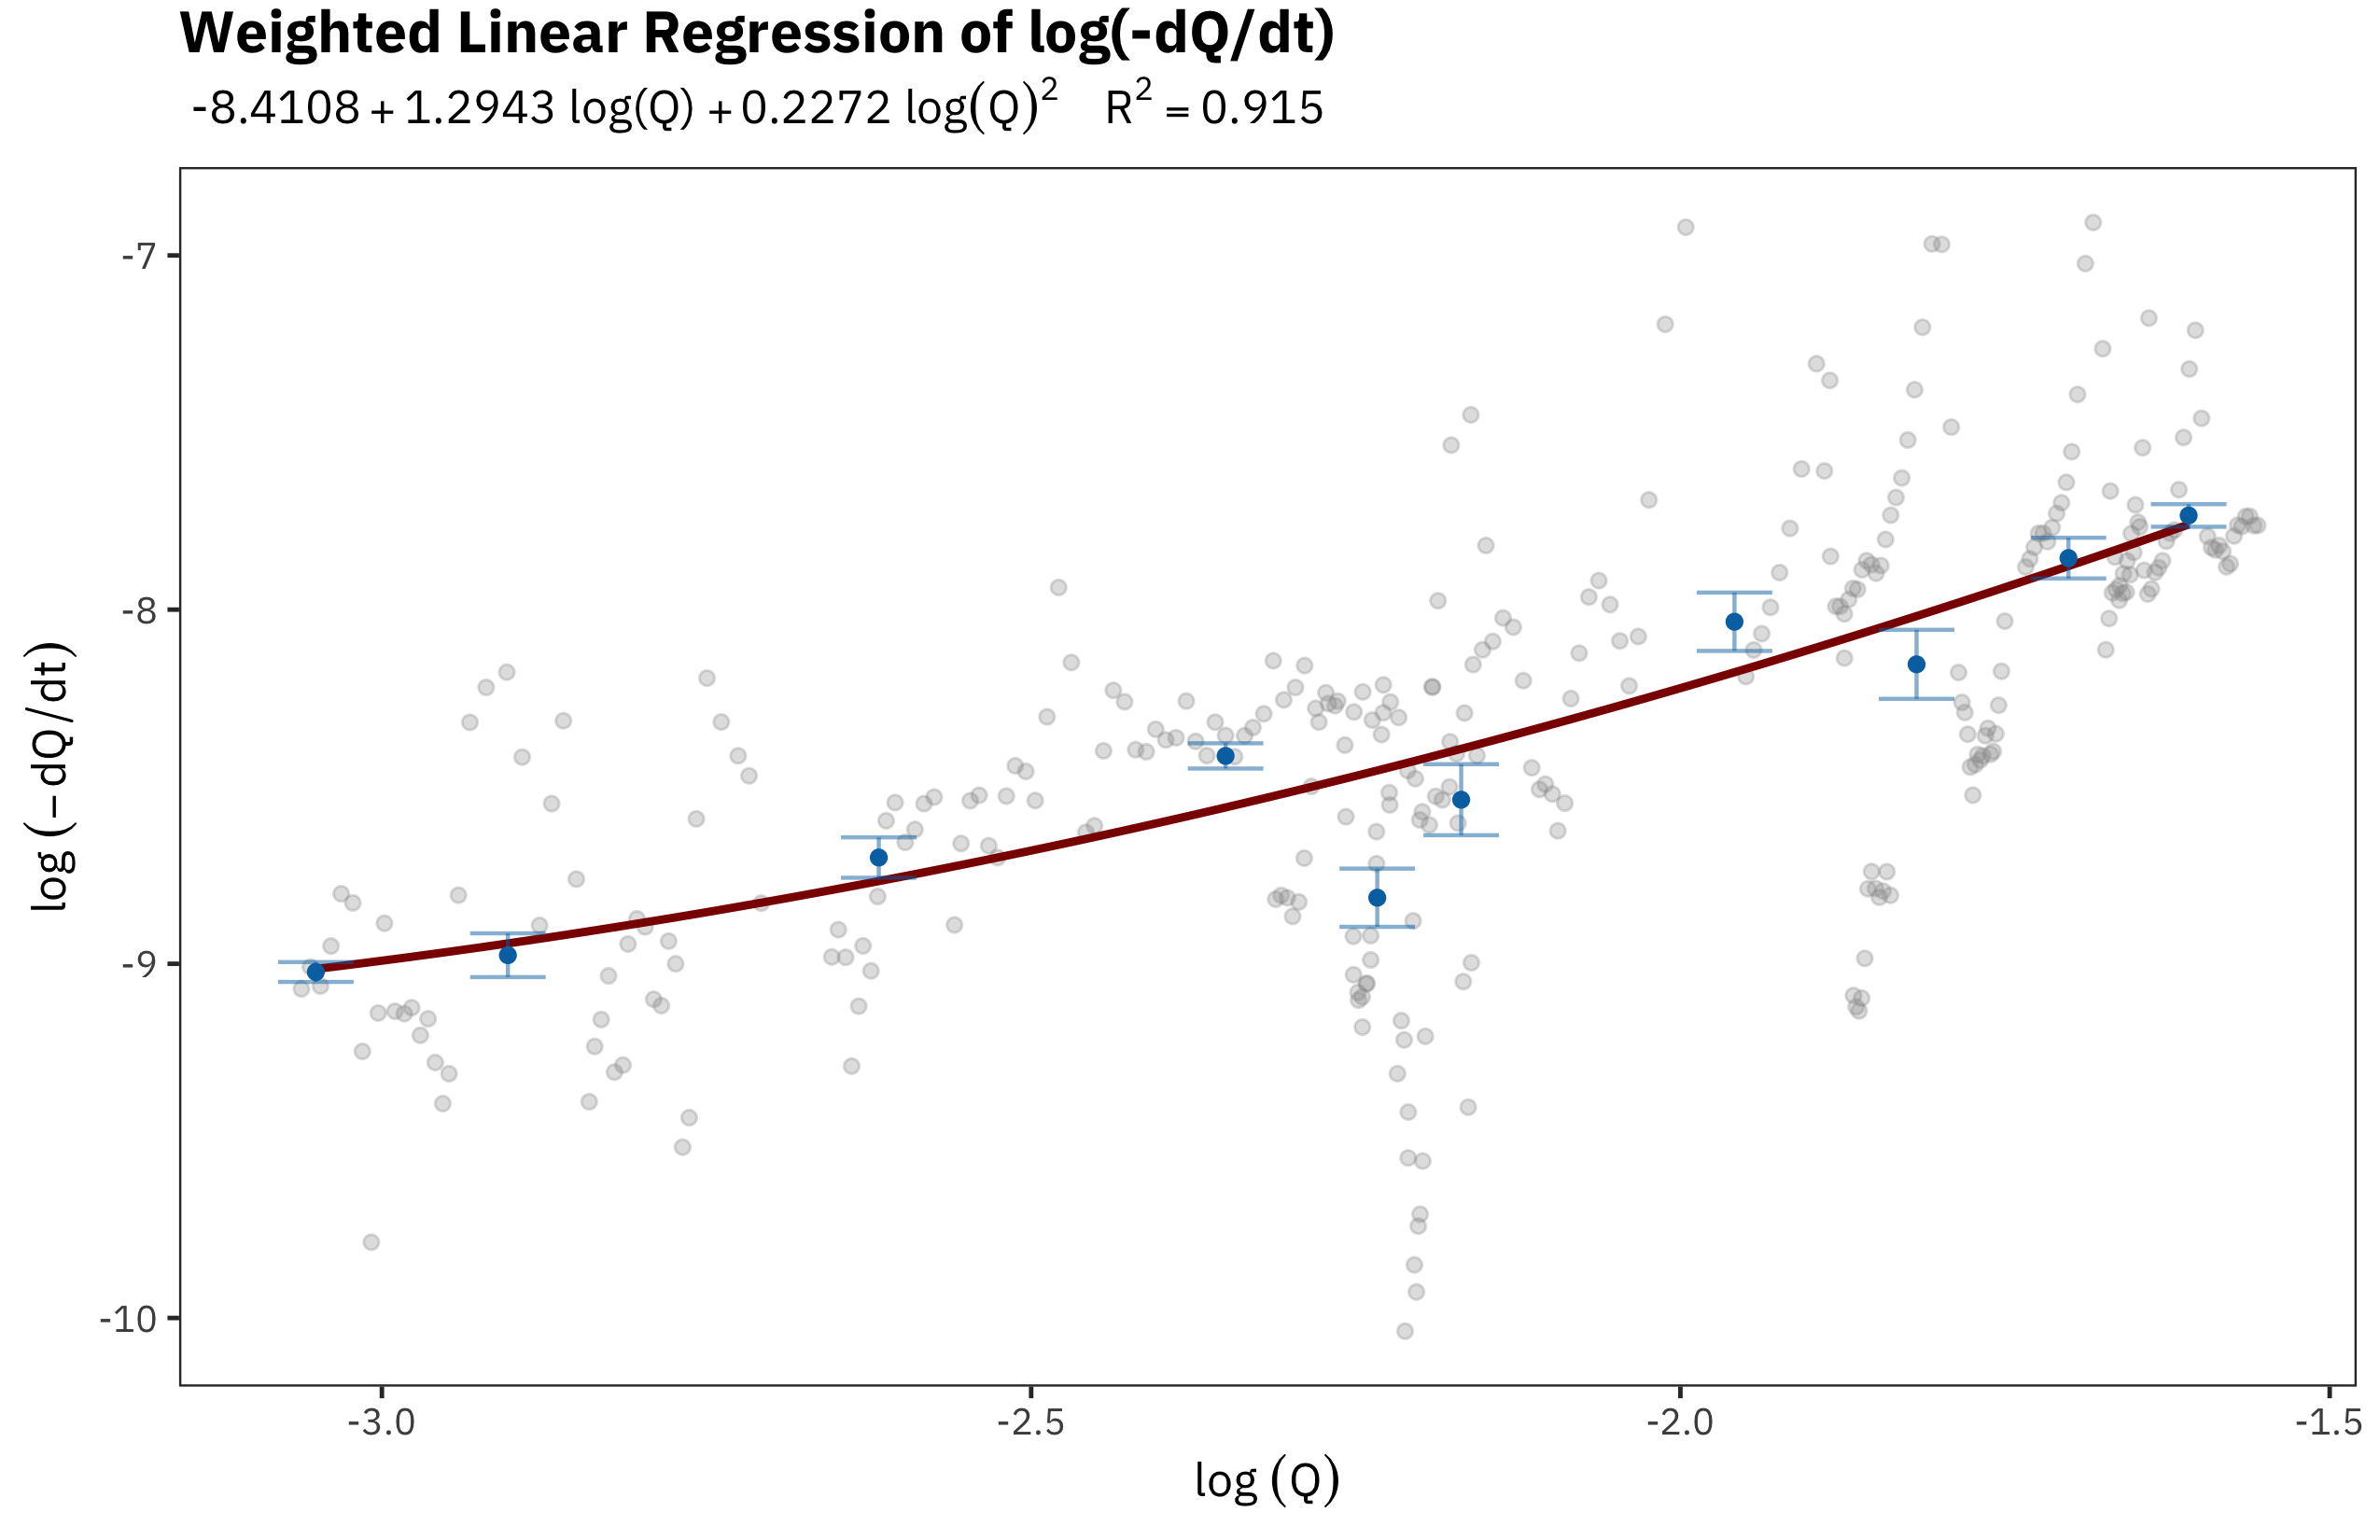 Weighted Linear Regression of log(-dQ/dt)
-8.4108 + 1.2943 log(Q) + 0.2272 log(Q)² R² = 0.915
-7
-8
-9
-10
log (−dQ/dt)
-3.0 -2.5 -2.0 -1.5
log (Q)